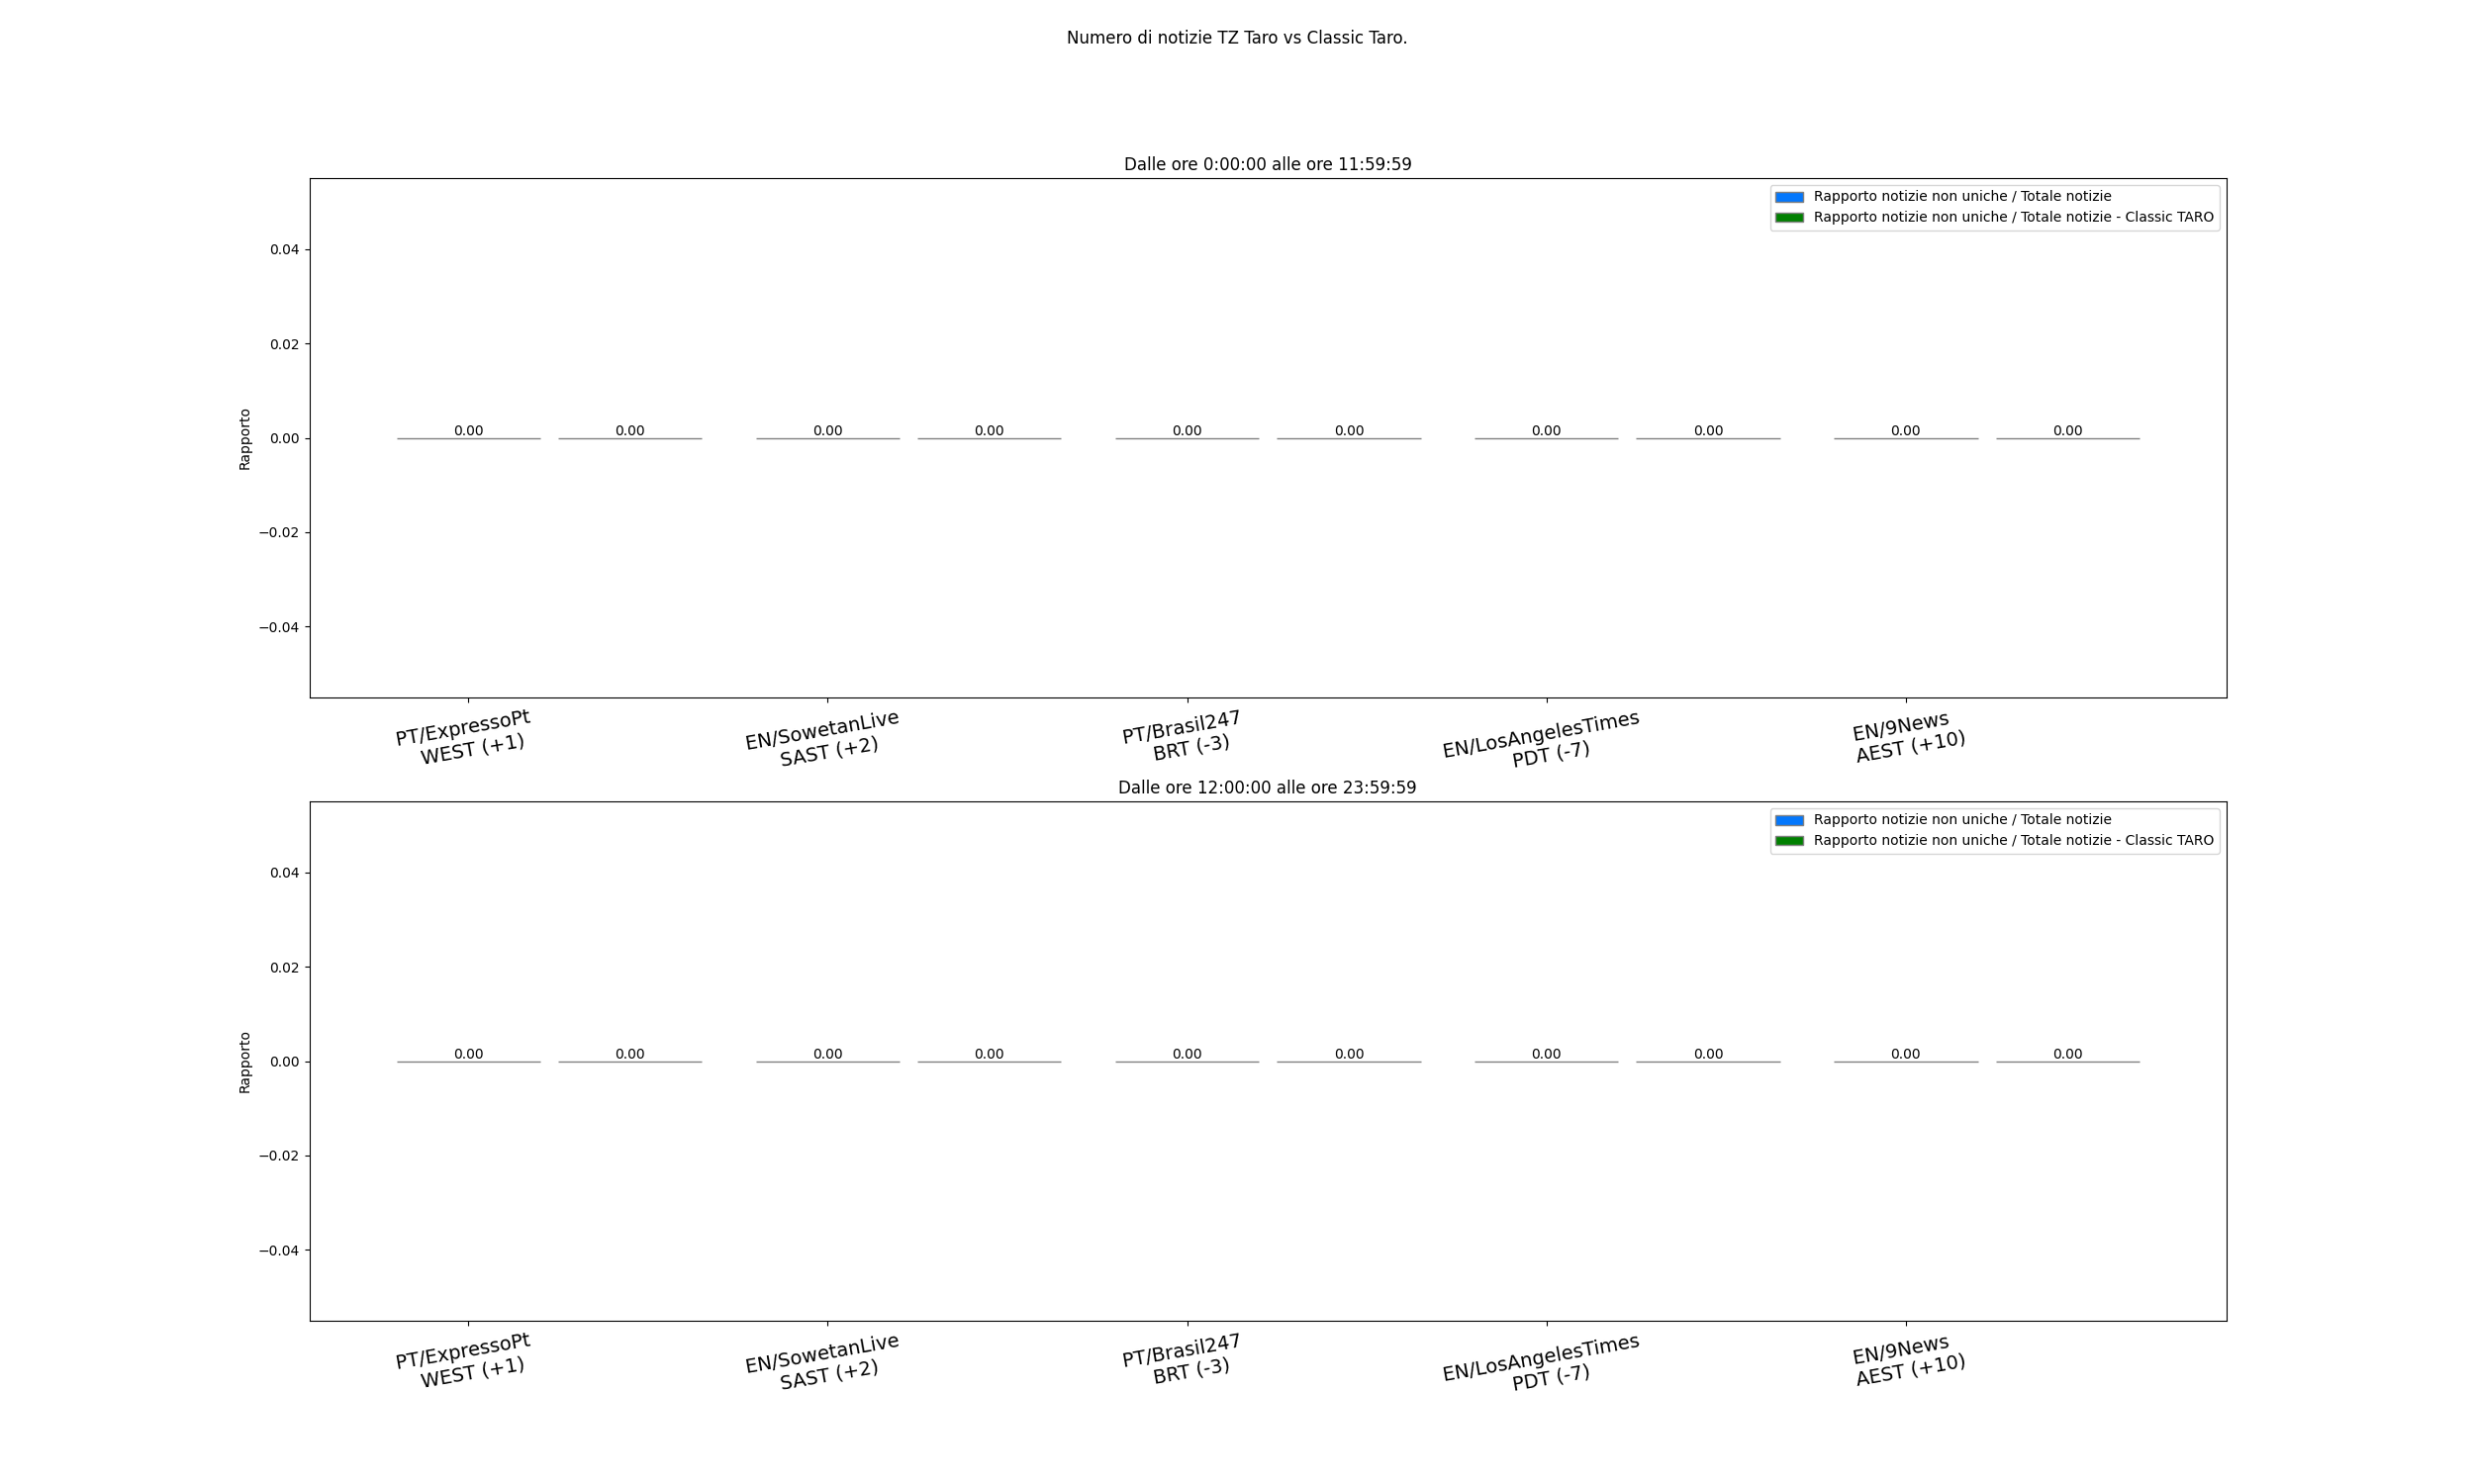 Numero di notizie TZ Taro vs Classic Taro.
Dalle ore 0:00:00 alle ore 11:59:59
Rapporto notizie non uniche / Totale notizie
Rapporto notizie non uniche / Totale notizie - Classic TARO
0.04
0.02
0.00
−0.02
−0.04
Rapporto
0.00 0.00 0.00 0.00 0.00 0.00 0.00 0.00 0.00 0.00
PT/ExpressoPt
WEST (+1)
EN/SowetanLive
SAST (+2)
PT/Brasil247
BRT (-3)
EN/LosAngelesTimes
PDT (-7)
EN/9News
AEST (+10)
Dalle ore 12:00:00 alle ore 23:59:59
Rapporto notizie non uniche / Totale notizie
Rapporto notizie non uniche / Totale notizie - Classic TARO
0.04
0.02
0.00
−0.02
−0.04
Rapporto
0.00 0.00 0.00 0.00 0.00 0.00 0.00 0.00 0.00 0.00
PT/ExpressoPt
WEST (+1)
EN/SowetanLive
SAST (+2)
PT/Brasil247
BRT (-3)
EN/LosAngelesTimes
PDT (-7)
EN/9News
AEST (+10)